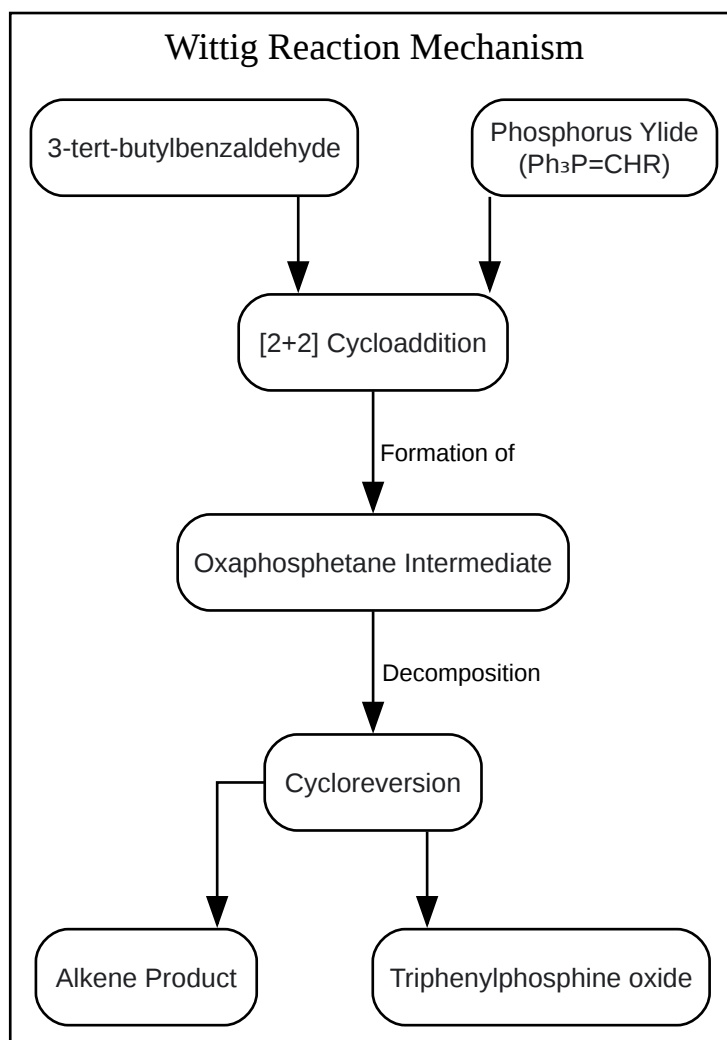 Wittig Reaction Mechanism
3-tert-butylbenzaldehyde
Phosphorus Ylide
(Ph₃P=CHR)
[2+2] Cycloaddition
Formation of
Oxaphosphetane Intermediate
Decomposition
Cycloreversion
Alkene Product
Triphenylphosphine oxide